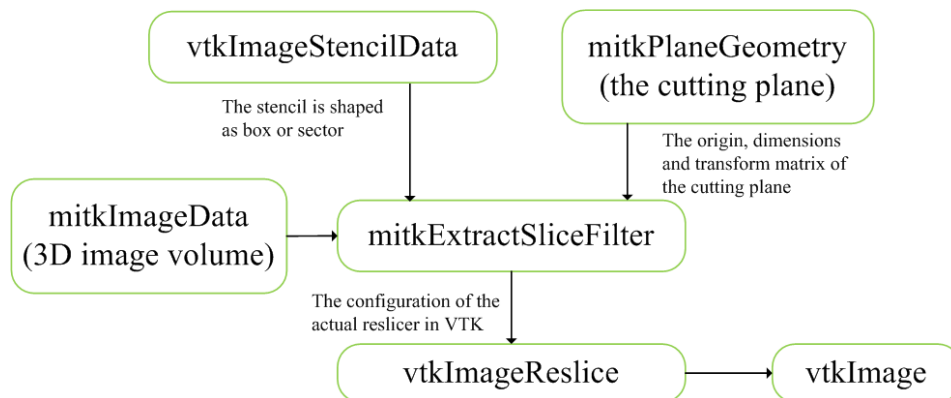 vtkImageStencilData
mitkPlaneGeometry
(the cutting plane)
The stencil is shaped
as box or sector
The origin, dimensions
and transform matrix of
the cutting plane
mitkImageData
(3D image volume)
mitkExtractSliceFilter
The configuration of the
actual reslicer in VTK
vtkImageReslice
vtkImage